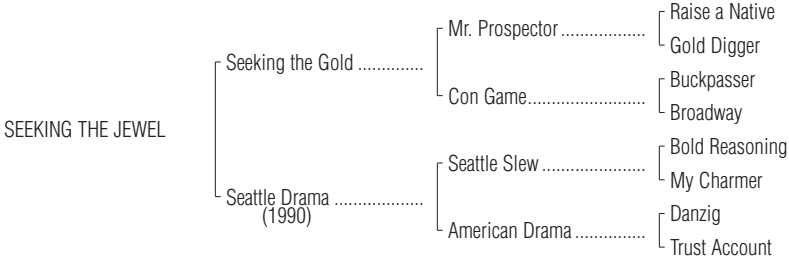 Raise a Native
Mr. Prospector ..................
Gold Digger
Seeking the Gold ..............
Buckpasser
Con Game.........................
Broadway
SEEKING THE JEWEL
Bold Reasoning
Seattle Slew ......................
My Charmer
Seattle Drama ...................
(1990)
Danzig
American Drama ...............
Trust Account